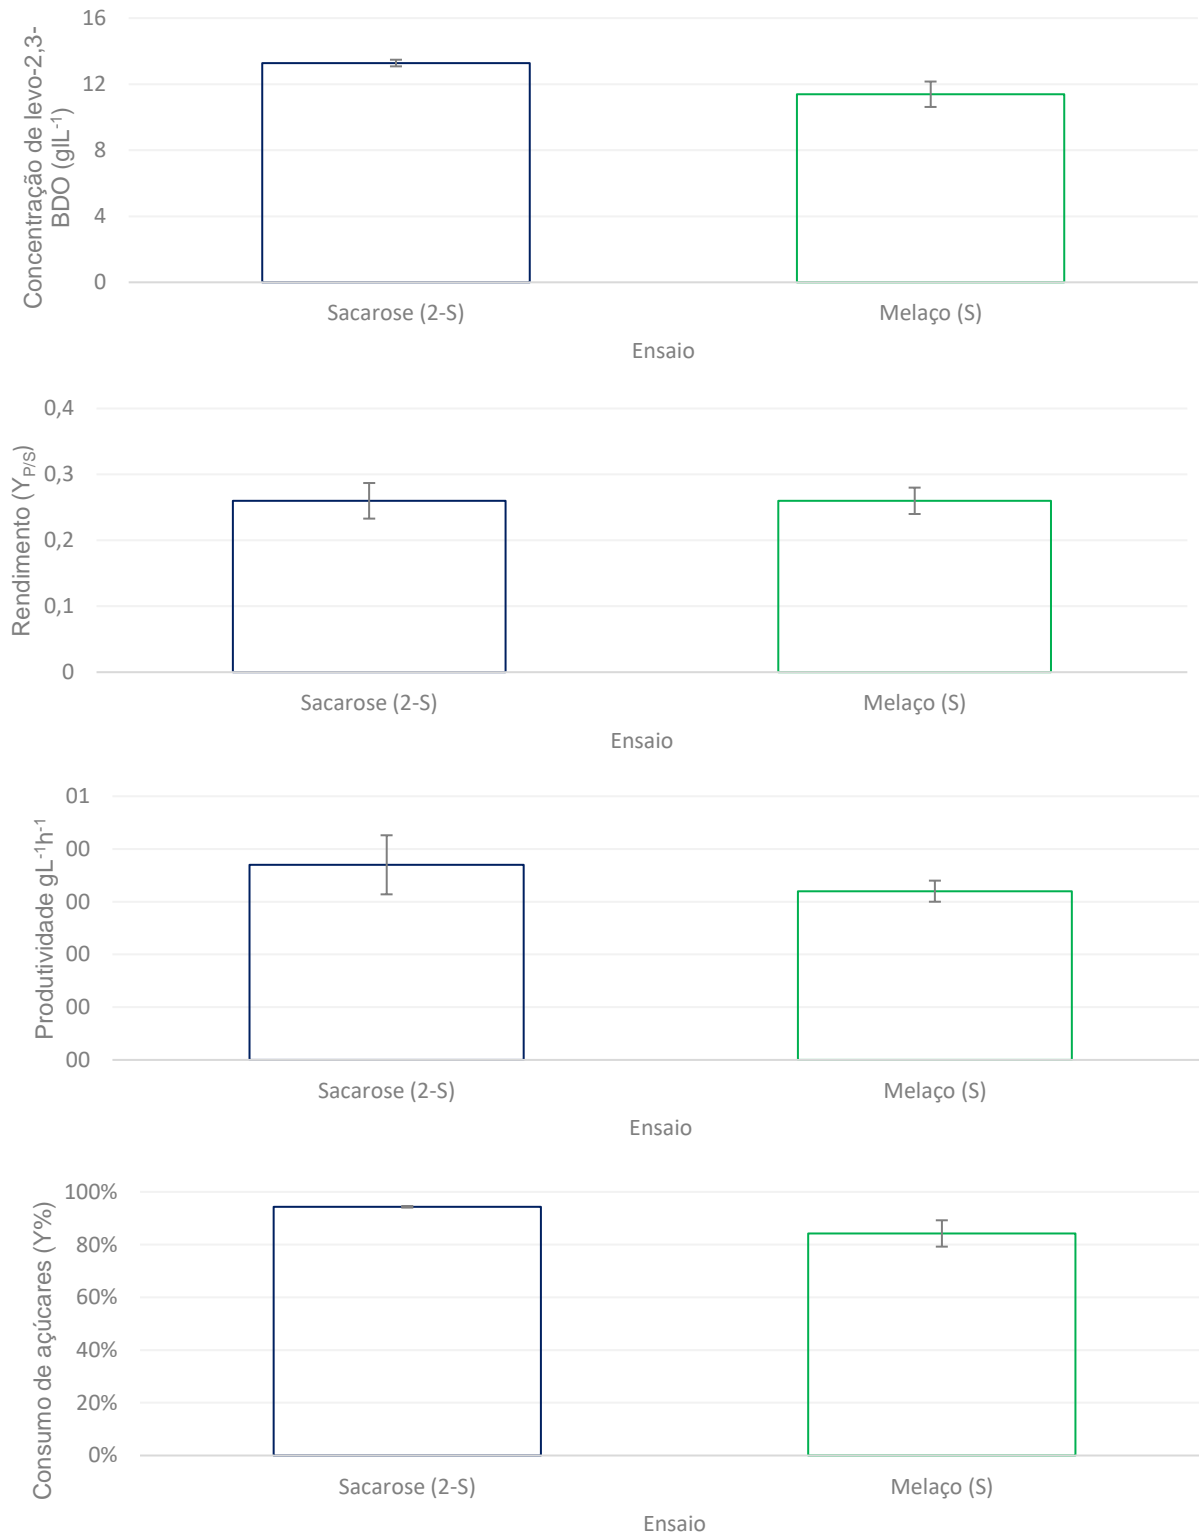 Concentração de levo-2,3-
BDO (glL-1)
16
12
8
4
0
Sacarose (2-S)
Melaço (S)
Ensaio
Rendimento (YP/S)
0,4
0,3
0,2
0,1
0
Sacarose (2-S)
Melaço (S)
Ensaio
Produtividade gL-1h-1
01
00
00
00
00
00
Sacarose (2-S)
Melaço (S)
Ensaio
Consumo de açúcares (Y%)
100%
80%
60%
40%
20%
0%
Sacarose (2-S)
Melaço (S)
Ensaio